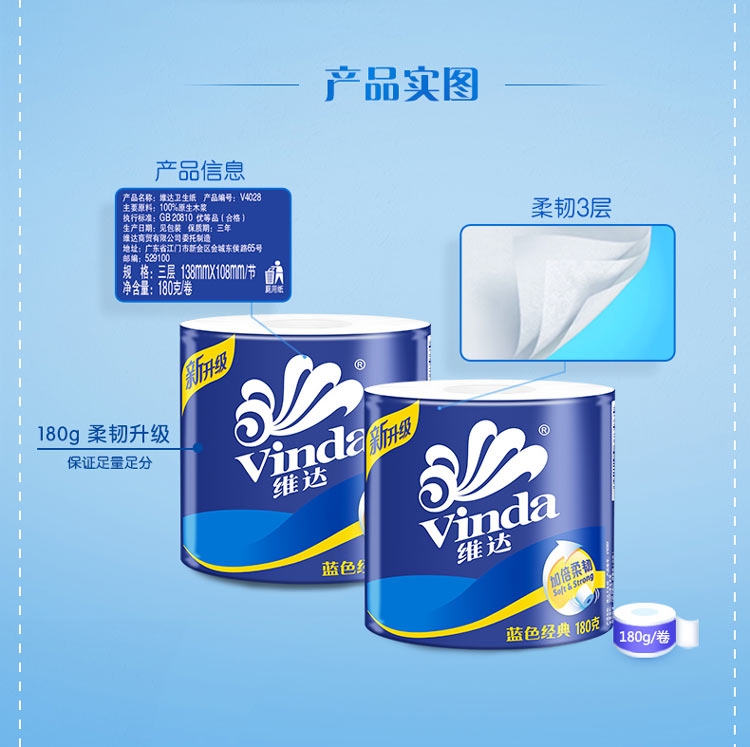 产品实图
产品信息
产品名称：维达卫生纸 产品编号：V4028
主要原料：100%原生木浆
执行标准：GB 20810 优等品（合格）
生产日期：见包装 保质期：三年
维达商贸有限公司委托制造
地址：广东省江门市新会区会城东侯路65号
邮编：529100
规 格：三层 138mmX108mm/节
净含量：180克/卷
厕用纸
柔韧3层
180g 柔韧升级
保证足量足分
新升级
®
Vinda
维达
蓝色经
新升级
®
Vinda
维达
加倍柔韧
Soft & Strong
蓝色经典 180克
180g/卷